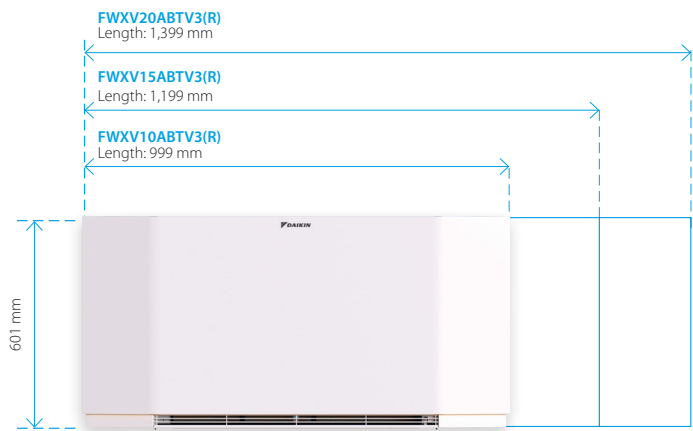 FWXV20ABTV3(R)
Length: 1,399 mm
FWXV15ABTV3(R)
Length: 1,199 mm
FWXV10ABTV3(R)
Length: 999 mm
DAIKIN
601 mm